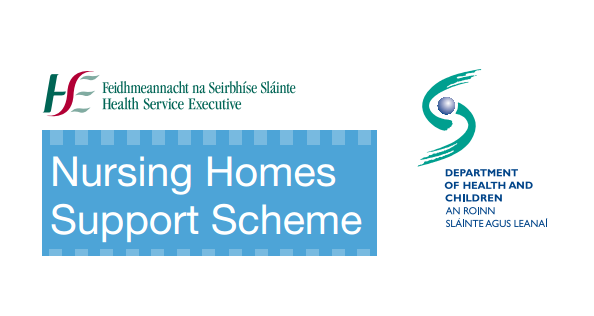 HSE
Feidhmeannacht na Seirbhíse Sláinte
Health Service Executive
Nursing Homes
Support Scheme
DEPARTMENT
OF HEALTH AND
CHILDREN
AN ROINN
SLÁINTE AGUS LEANAÍ